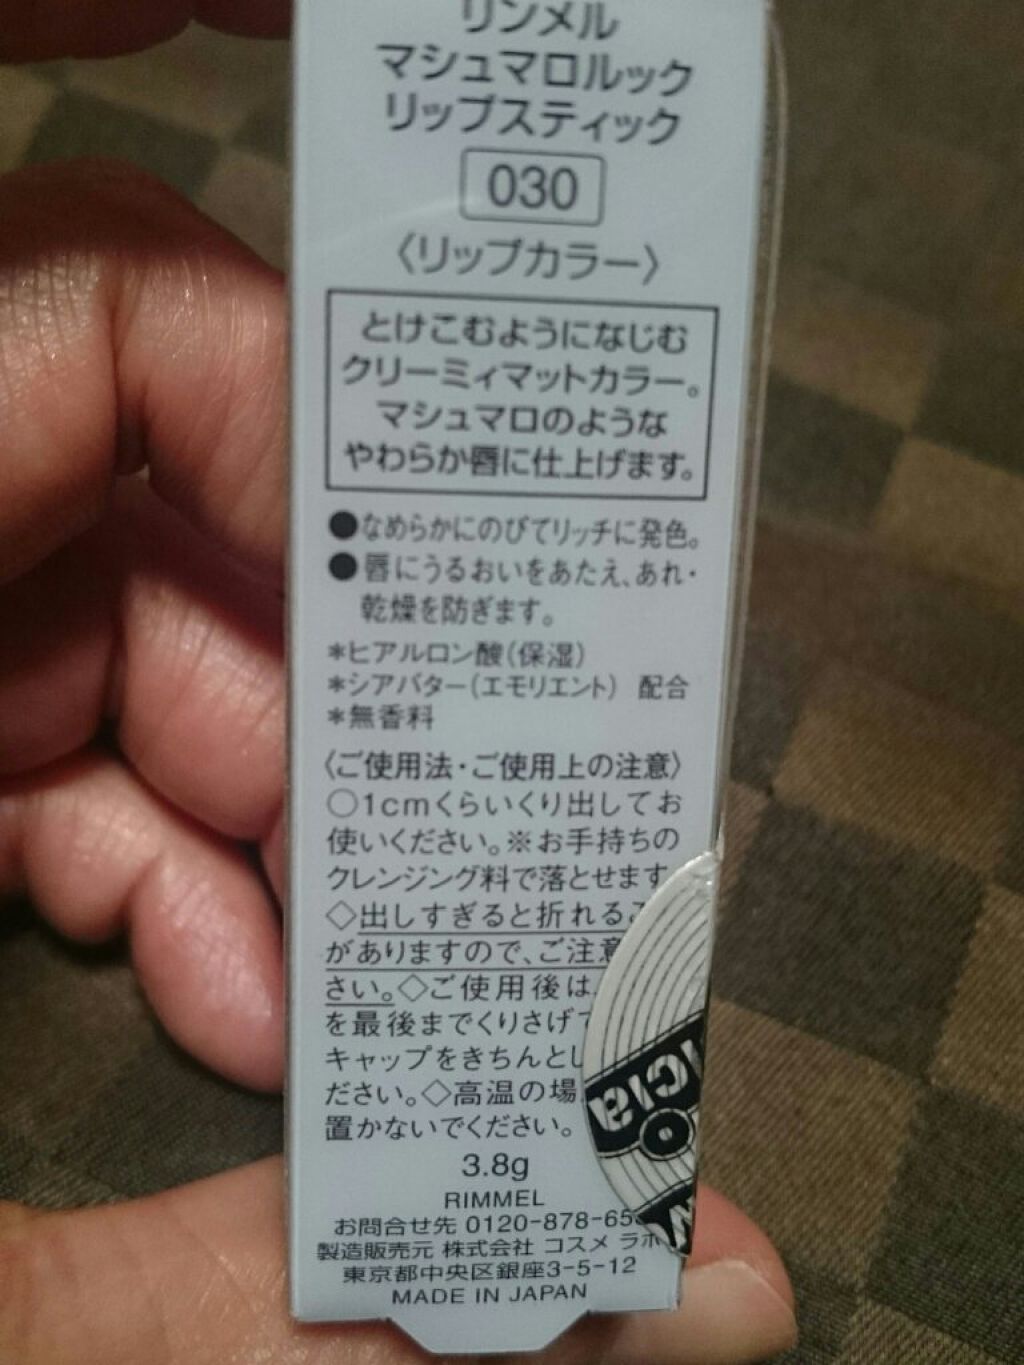 リンメル
マシュマロルック
リップスティック
030
〈リップカラー〉
とけこむようになじむ
クリーミィマットカラー。
マシュマロのような
やわらか唇に仕上げます。
●なめらかにのびてリッチに発色。
●唇にうるおいをあたえ、あれ・
乾燥を防ぎます。
*ヒアルロン酸(保湿)
*シアバター(エモリエント) 配合
*無香料
〈ご使用法・ご使用上の注意〉
○1cmくらいくり出してお
使いください。※お手持ちの
クレンジング料で落とせます
◇出しすぎると折れるこ
がありますので、ご注意
さい。◇ご使用後は
を最後までくりさげて
キャップをきちんとし
ださい。◇高温の場
置かないでください。
3.8g
RIMMEL
お問合せ先 0120-878-65
製造販売元 株式会社 コスメ ラボ
東京都中央区銀座3-5-12
MADE IN JAPAN